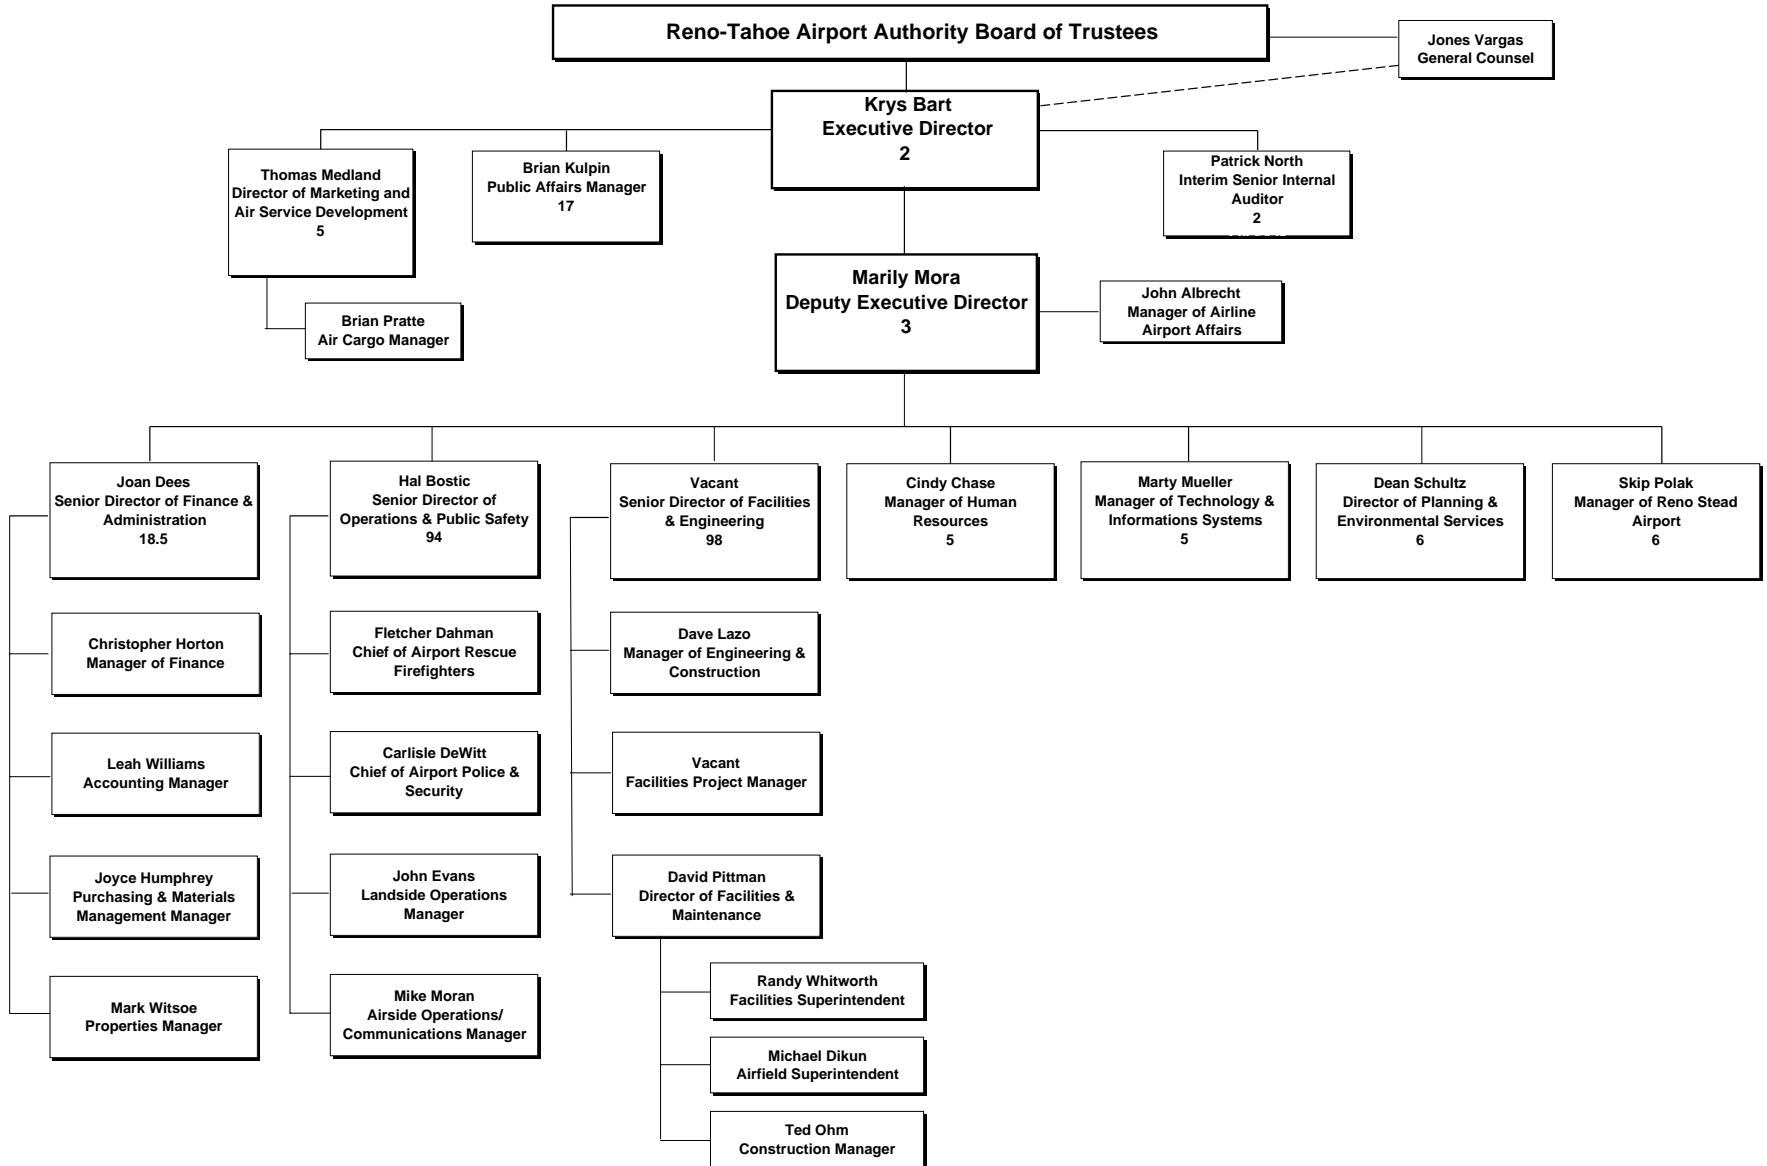 Reno-Tahoe Airport Authority Board of Trustees
Jones Vargas
General Counsel
Krys Bart
Executive Director
2
Thomas Medland
Director of Marketing and
Air Service Development
5
Brian Kulpin
Public Affairs Manager
17
Patrick North
Interim Senior Internal
Auditor
2
Brian Pratte
Air Cargo Manager
Marily Mora
Deputy Executive Director
3
John Albrecht
Manager of Airline
Airport Affairs
Joan Dees
Senior Director of Finance &
Administration
18.5
Hal Bostic
Senior Director of
Operations & Public Safety
94
Vacant
Senior Director of Facilities
& Engineering
98
Cindy Chase
Manager of Human
Resources
5
Marty Mueller
Manager of Technology &
Informations Systems
5
Dean Schultz
Director of Planning &
Environmental Services
6
Skip Polak
Manager of Reno Stead
Airport
6
Christopher Horton
Manager of Finance
Fletcher Dahman
Chief of Airport Rescue
Firefighters
Dave Lazo
Manager of Engineering &
Construction
Leah Williams
Accounting Manager
Carlisle DeWitt
Chief of Airport Police &
Security
Vacant
Facilities Project Manager
Joyce Humphrey
Purchasing & Materials
Management Manager
John Evans
Landside Operations
Manager
David Pittman
Director of Facilities &
Maintenance
Mark Witsoe
Properties Manager
Mike Moran
Airside Operations/
Communications Manager
Randy Whitworth
Facilities Superintendent
Michael Dikun
Airfield Superintendent
Ted Ohm
Construction Manager